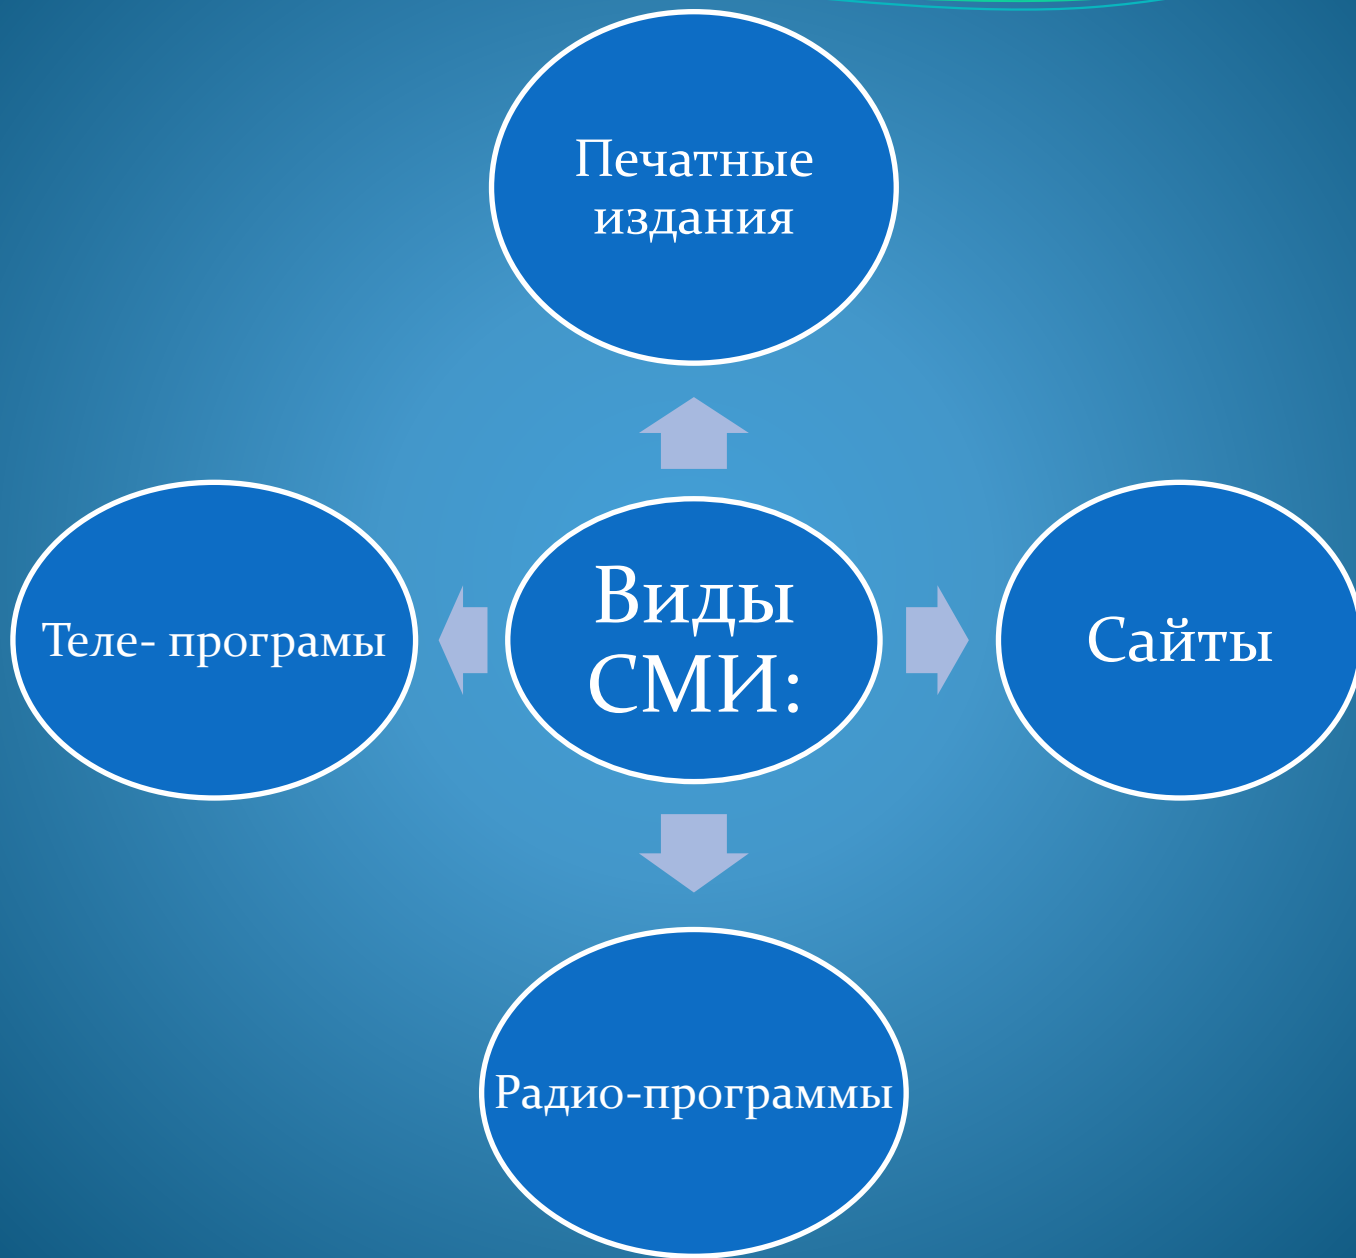 Печатные
издания
Теле- програмы
Виды
СМИ:
Сайты
Радио-программы